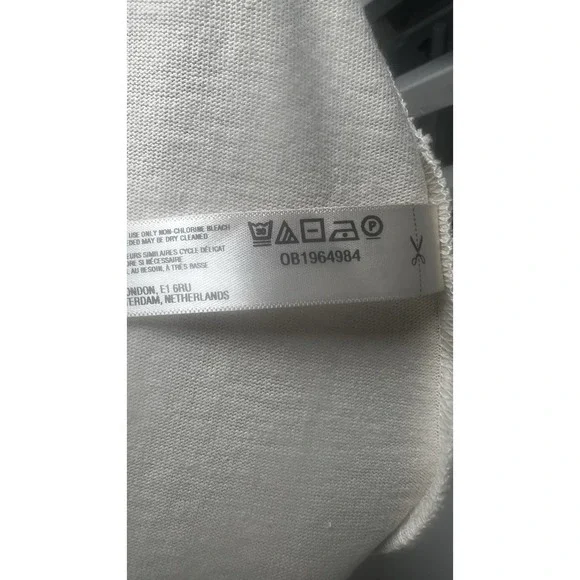 USE ONLY NON-CHLORINE BLEACH
EDED MAY BE DRY CLEANED
EURS SIMILAIRES CYCLE DÉLICAT
ORE SI NÉCESSAIRE
, AU BESOIN, À TRÈS BASSE
ONDON, E1 6RU
TERDAM, NETHERLANDS
P
OB1964984